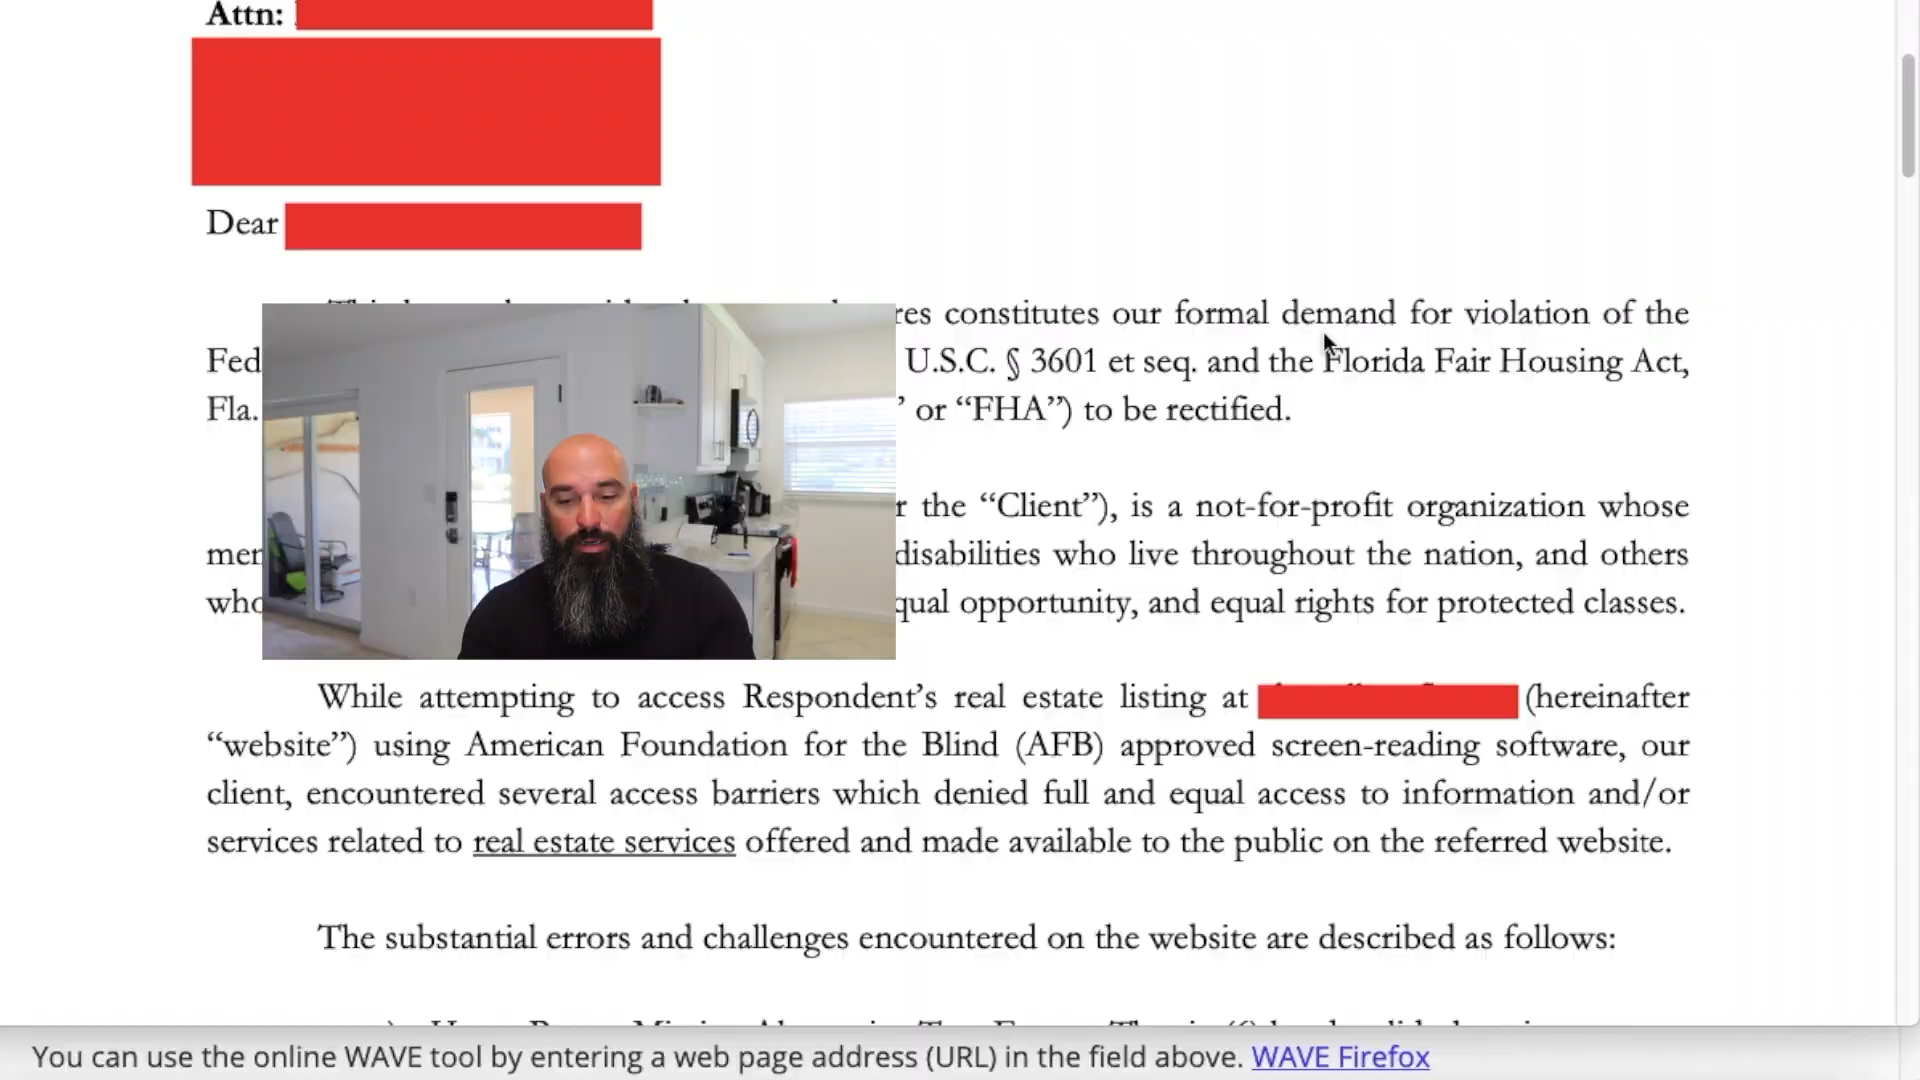 Attn:
Dear
res constitutes our formal demand for violation of the
Fed U.S.C. § 3601 et seq. and the Florida Fair Housing Act,
Fla. ” or “FHA”) to be rectified.
r the “Client”), is a not-for-profit organization whose
mem disabilities who live throughout the nation, and others
who qual opportunity, and equal rights for protected classes.
While attempting to access Respondent’s real estate listing at (hereinafter
“website”) using American Foundation for the Blind (AFB) approved screen-reading software, our
client, encountered several access barriers which denied full and equal access to information and/or
services related to real estate services offered and made available to the public on the referred website.
The substantial errors and challenges encountered on the website are described as follows:
You can use the online WAVE tool by entering a web page address (URL) in the field above. WAVE Firefox